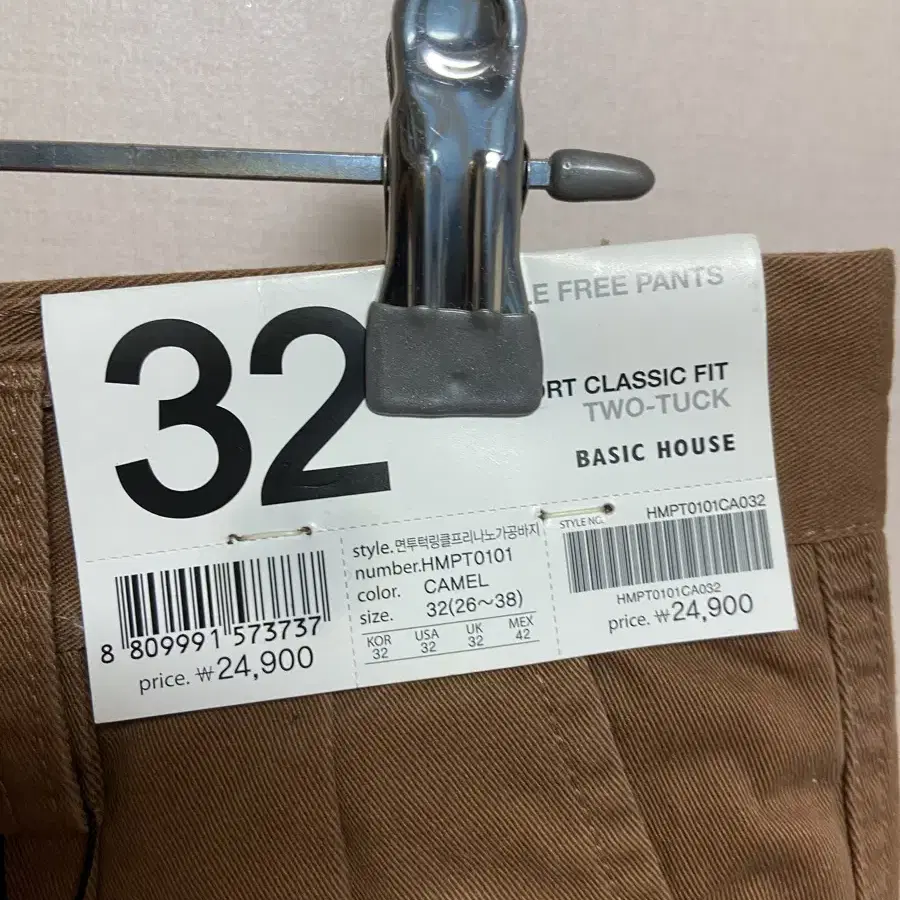 32
FREE PANTS
CLASSIC FIT
TWO-TUCK
BASIC HOUSE
8 809991 573737
price. ₩24,900
style.면투턱링클프리나노가공바지
number.HMPT0101
color. CAMEL
size. 32(26~38)
KOR USA UK MEX
32 32 32 42
STYLE NO. HMPT0101CA032
HMPT0101CA032
price. ₩24,900